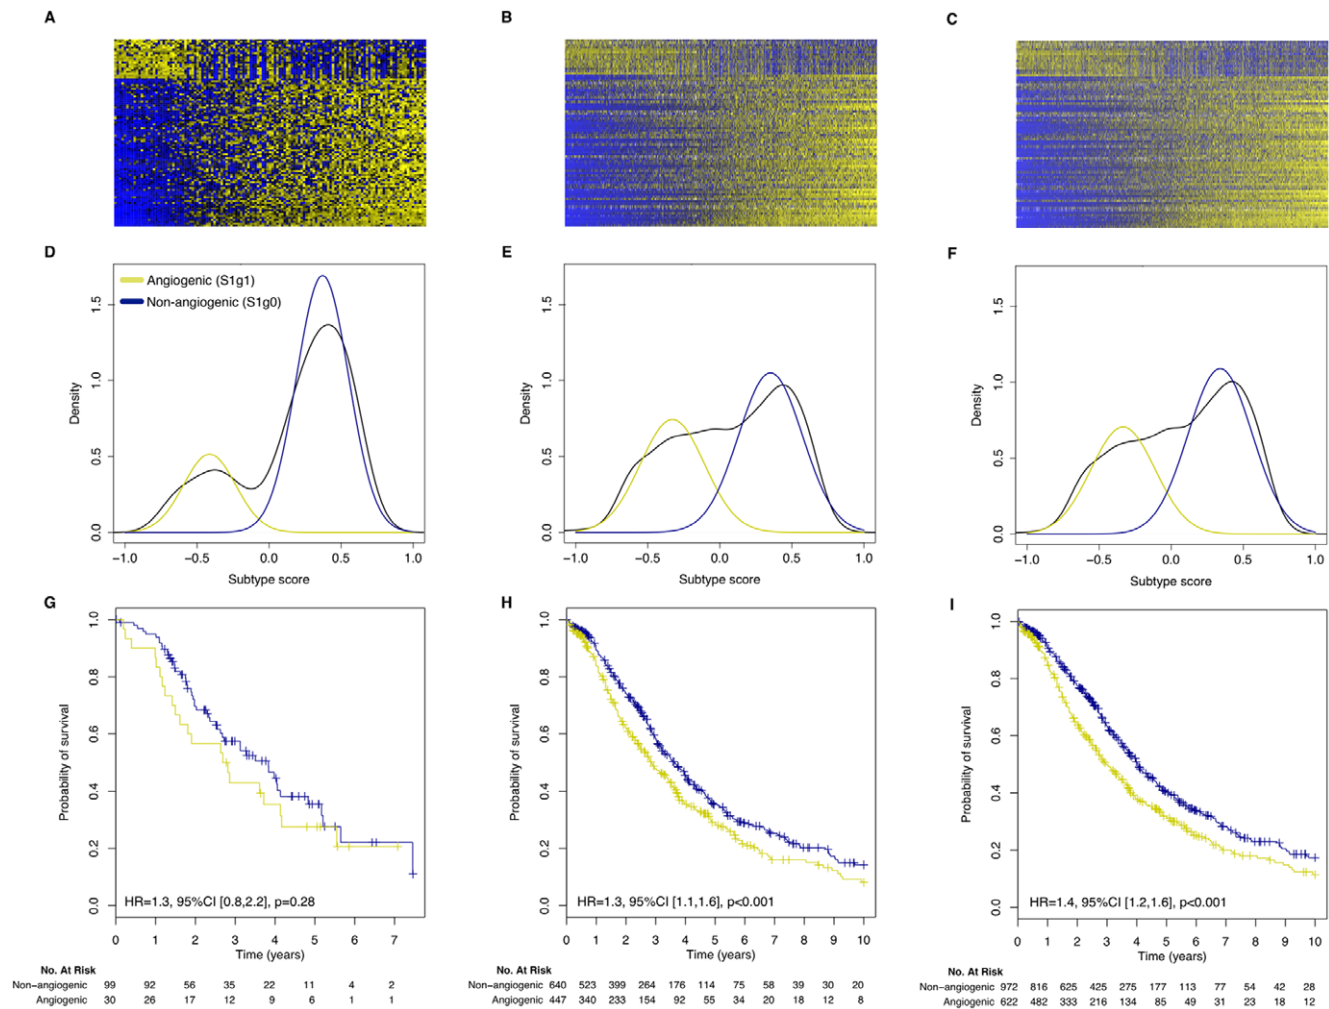 A
B
C
D
E
F
Angiogenic (S1g1)
Non-angiogenic (S1g0)
Density
0.0 0.5 1.0 1.5
−1.0 −0.5 0.0 0.5 1.0
Subtype score
Density
0.0 0.5 1.0 1.5
−1.0 −0.5 0.0 0.5 1.0
Subtype score
Density
0.0 0.5 1.0 1.5
−1.0 −0.5 0.0 0.5 1.0
Subtype score
G
H
I
Probability of survival
0.0 0.2 0.4 0.6 0.8 1.0
HR=1.3, 95%CI [0.8,2.2], p=0.28
0 1 2 3 4 5 6 7
Time (years)
Probability of survival
0.0 0.2 0.4 0.6 0.8 1.0
HR=1.3, 95%CI [1.1,1.6], p<0.001
0 1 2 3 4 5 6 7 8 9 10
Time (years)
Probability of survival
0.0 0.2 0.4 0.6 0.8 1.0
HR=1.4, 95%CI [1.2,1.6], p<0.001
0 1 2 3 4 5 6 7 8 9 10
Time (years)
No. At Risk
Non−angiogenic 99 92 56 35 22 11 4 2
Angiogenic 30 26 17 12 9 6 1 1
No. At Risk
Non−angiogenic 640 523 399 264 176 114 75 58 39 30 20
Angiogenic 447 340 233 154 92 55 34 20 18 12 8
No. At Risk
Non−angiogenic 972 816 625 425 275 177 113 77 54 42 28
Angiogenic 622 482 333 216 134 85 49 31 23 18 12